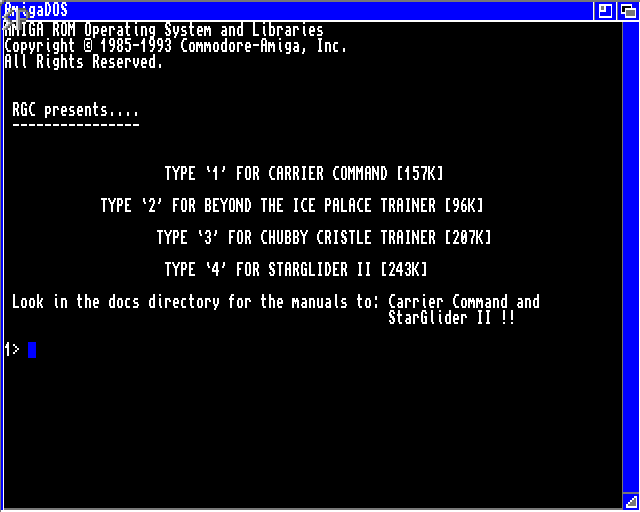 AmigaDOS
AMIGA ROM Operating System and Libraries
Copyright © 1985-1993 Commodore-Amiga, Inc.
All Rights Reserved.
RGC presents....
----------------
TYPE '1' FOR CARRIER COMMAND [157K]
TYPE '2' FOR BEYOND THE ICE PALACE TRAINER [96K]
TYPE '3' FOR CHUBBY CRISTLE TRAINER [207K]
TYPE '4' FOR STARGLIDER II [243K]
Look in the docs directory for the manuals to: Carrier Command and
StarGlider II !!
1>